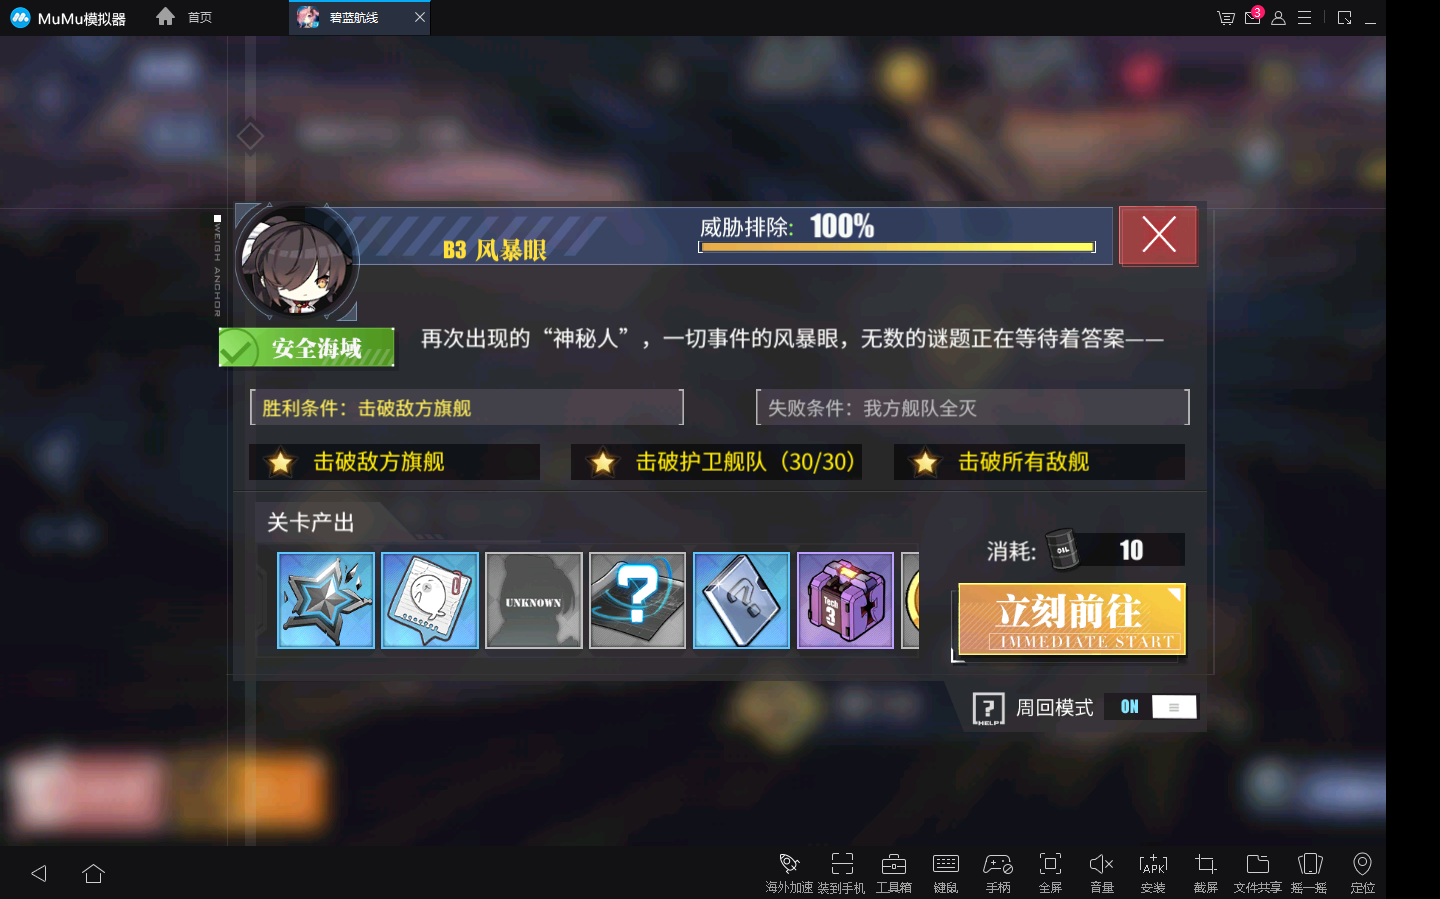 MuMu模拟器
首页
碧蓝航线
3
WEIGH ANCHOR
B3 风暴眼
威胁排除: 100%
安全海域
再次出现的“神秘人”，一切事件的风暴眼，无数的谜题正在等待着答案——
胜利条件：击破敌方旗舰
失败条件：我方舰队全灭
击破敌方旗舰
击破护卫舰队（30/30）
击破所有敌舰
关卡产出
消耗:
OIL
10
UNKNOWN
?
?
Tech
3
立刻前往
IMMEDIATE START
?
HELP
周回模式
ON
APK
海外加速
装到手机
工具箱
键鼠
手柄
全屏
音量
安装
截屏
文件共享
摇一摇
定位